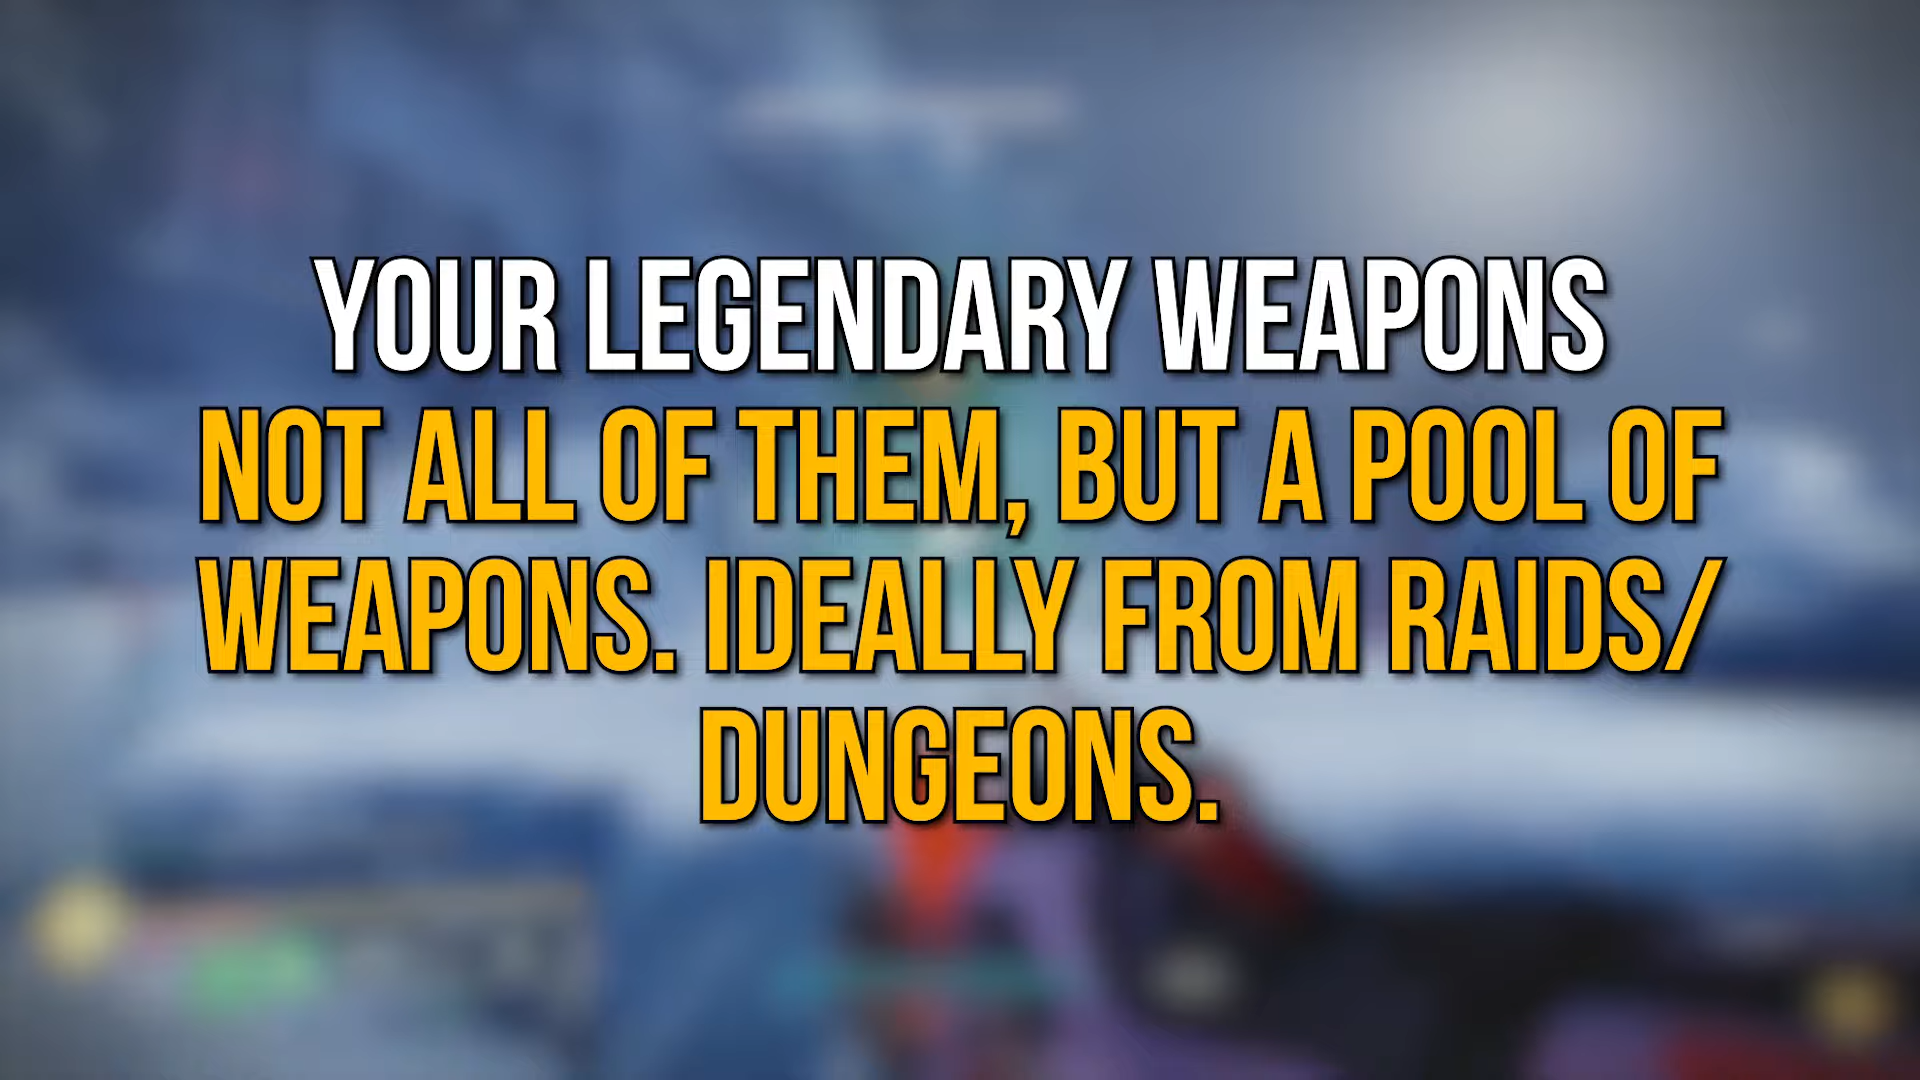 YOUR LEGENDARY WEAPONS
NOT ALL OF THEM, BUT A POOL OF
WEAPONS. IDEALLY FROM RAIDS/
DUNGEONS.